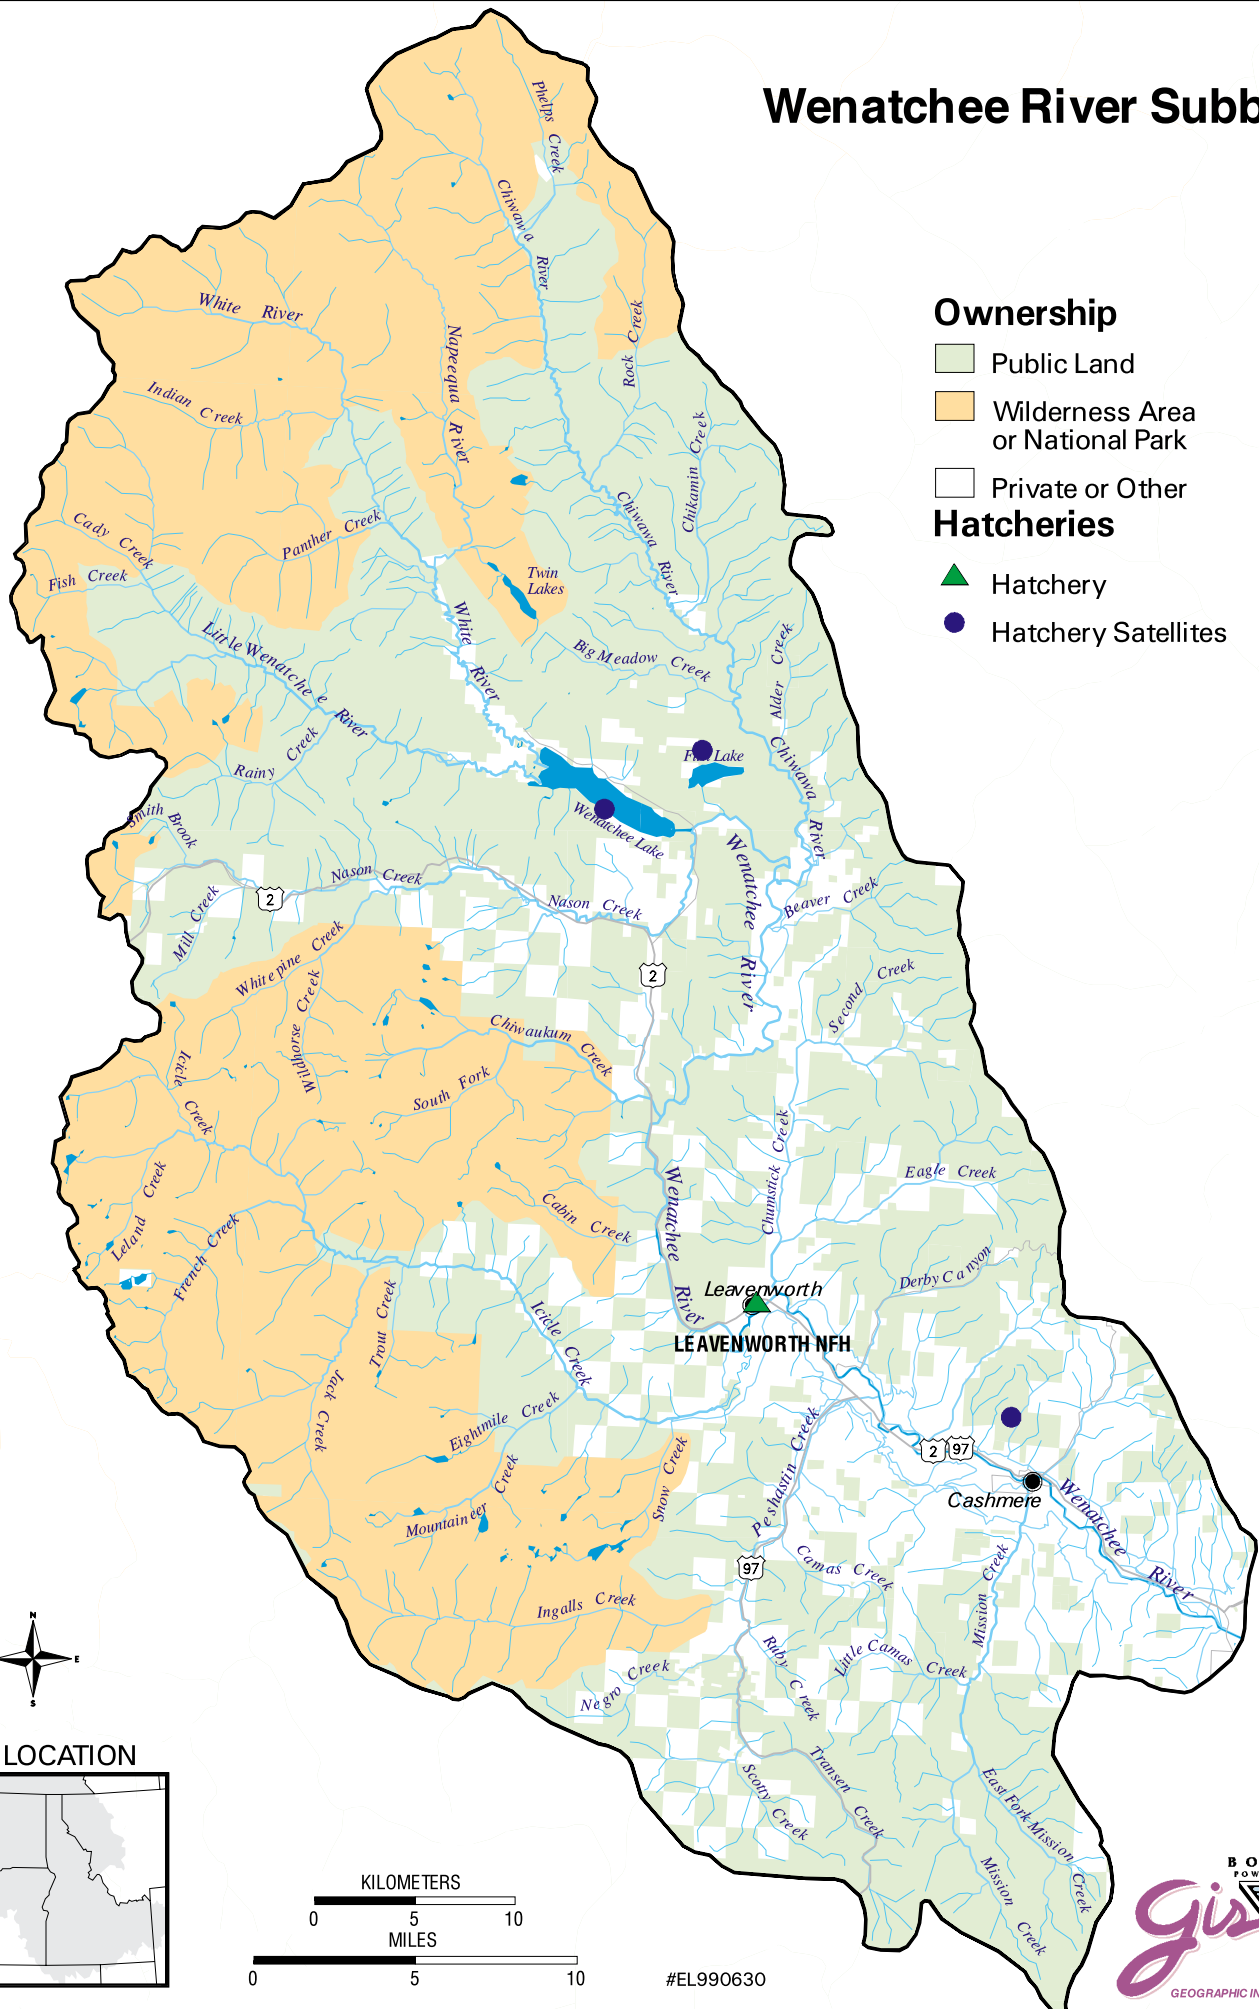 Wenatchee River Subb
Ownership
Public Land
Wilderness Area
or National Park
Private or Other
Hatcheries
Hatchery
Hatchery Satellites
Phelps Creek
Chiwawa River
White River
Napeequa River
Rock Creek
Indian Creek
Chikamin Creek
Chiwawa River
Panther Creek
Cady Creek
Fish Creek
Twin
Lakes
White River
Little Wenatchee River
Big Meadow Creek
Alder Creek
Rainy Creek
Fish Lake
Chiwawa River
Smith Brook
Wenatchee Lake
Wenatchee River
Nason Creek
2
Nason Creek
Beaver Creek
Mill Creek
Whitepine Creek
2
Second Creek
Wildhorse Creek
Chiwaukum Creek
Icicle Creek
South Fork
Chumstick Creek
Eagle Creek
Leland Creek
French Creek
Cabin Creek
Wenatchee River
Derby Canyon
Leavenworth
LEAVENWORTH NFH
Trout Creek
Icicle Creek
Jack Creek
Eightmile Creek
Peshastin Creek
2
97
Snow Creek
Cashmere
Wenatchee River
Mountaineer Creek
97
Camas Creek
Mission Creek
Ingalls Creek
N
E
S
Ruby Creek
Little Camas Creek
Negro Creek
LOCATION
Scotty Creek
Transen Creek
East Fork Mission Creek
Mission Creek
KILOMETERS
0 5 10
MILES
0 5 10
#EL990630
B O
POW
Gis
GEOGRAPHIC IN